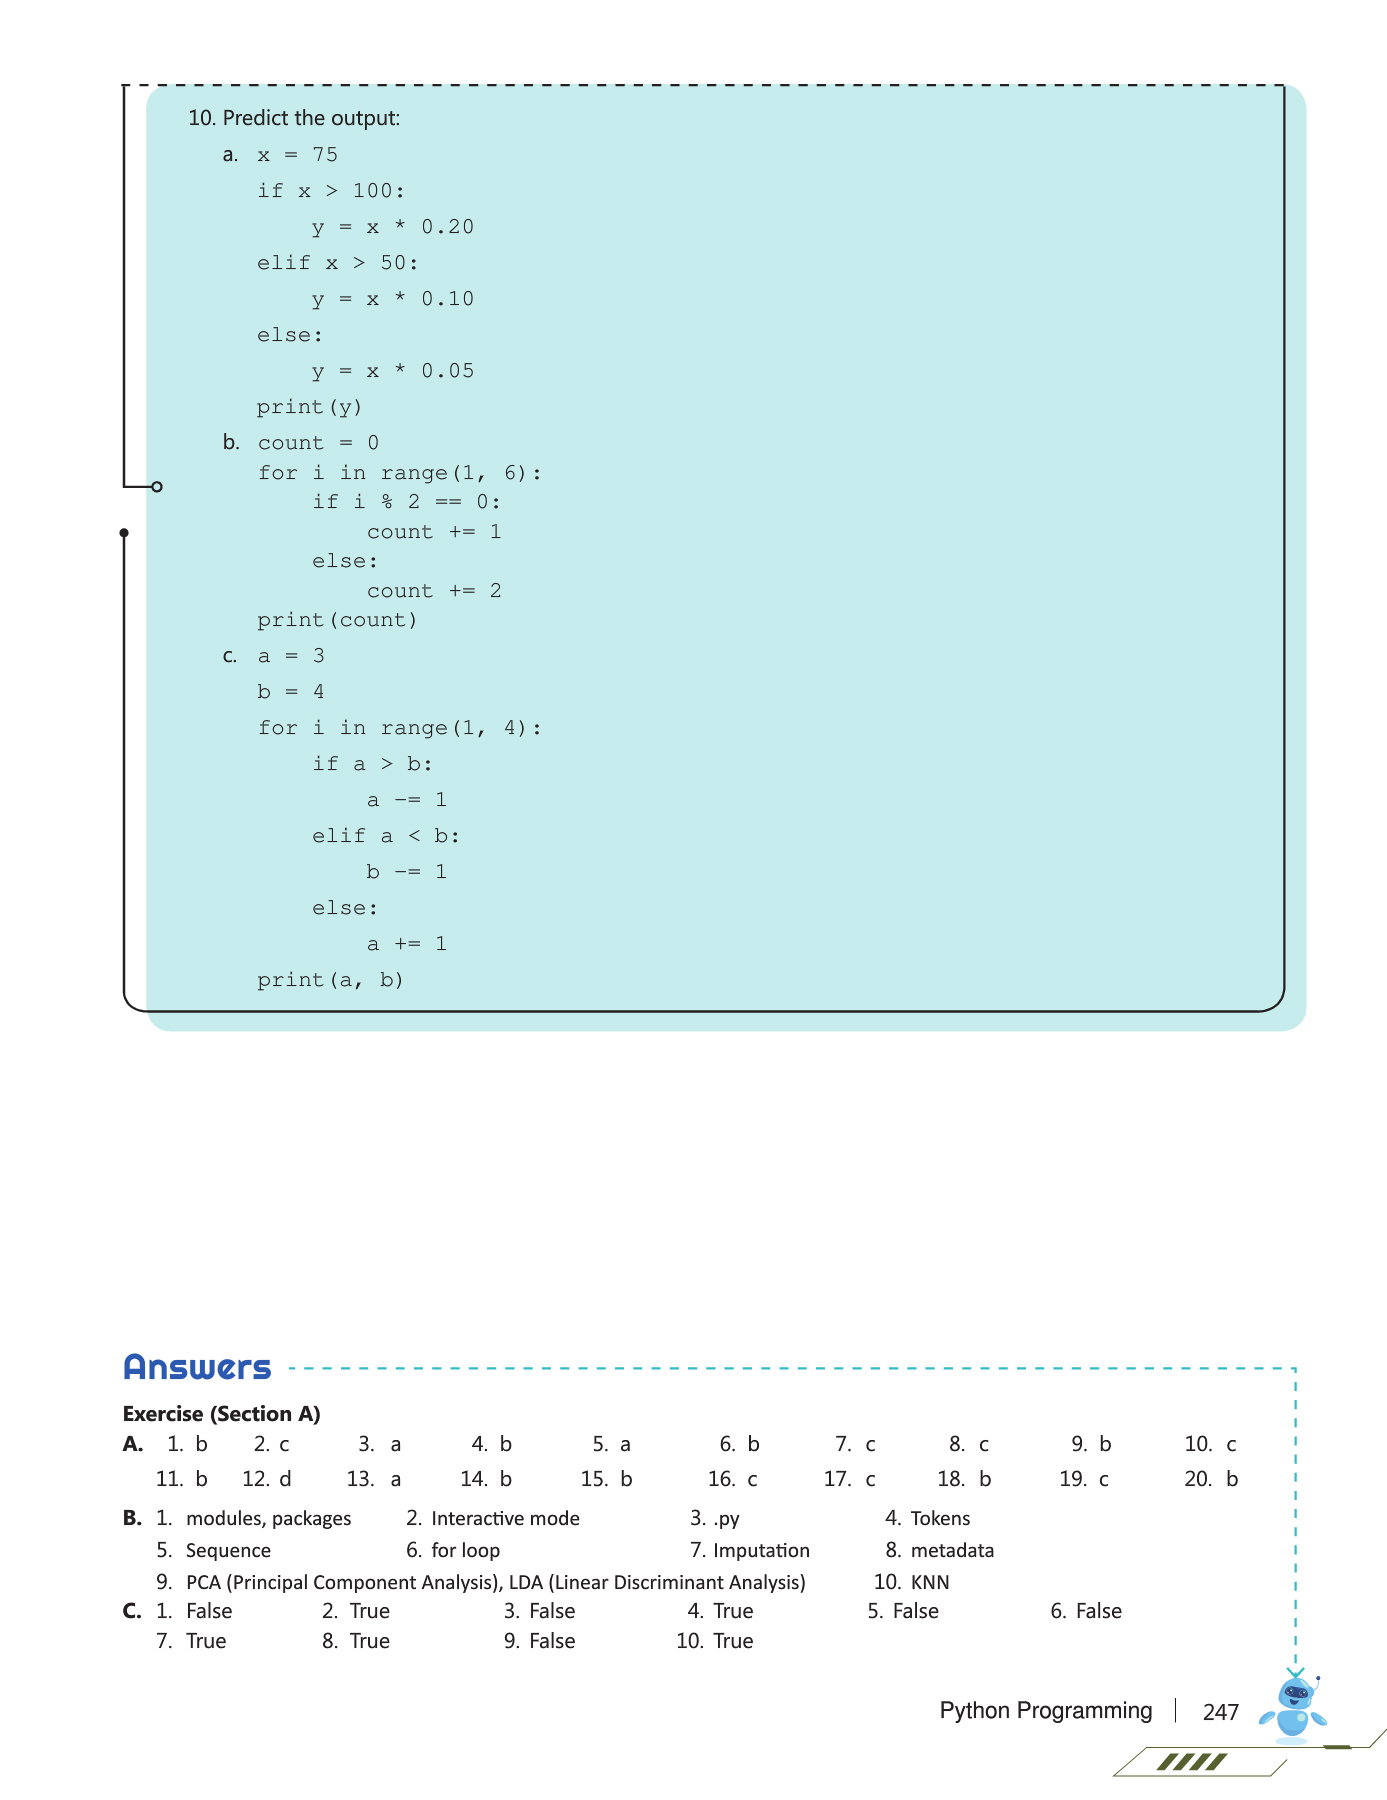 10. Predict the output:
a. x = 75
if x > 100:
y = x * 0.20
elif x > 50:
y = x * 0.10
else:
y = x * 0.05
print(y)
b. count = 0
for i in range(1, 6):
if i % 2 == 0:
count += 1
else:
count += 2
print(count)
c. a = 3
b = 4
for i in range(1, 4):
if a > b:
a -= 1
elif a < b:
b -= 1
else:
a += 1
print(a, b)
Answers
Exercise (Section A)
A. 1. b 2. c 3. a 4. b 5. a 6. b 7. c 8. c 9. b 10. c
11. b 12. d 13. a 14. b 15. b 16. c 17. c 18. b 19. c 20. b
B. 1. modules, packages 2. Interactive mode 3. .py 4. Tokens
5. Sequence 6. for loop 7. Imputation 8. metadata
9. PCA (Principal Component Analysis), LDA (Linear Discriminant Analysis) 10. KNN
C. 1. False 2. True 3. False 4. True 5. False 6. False
7. True 8. True 9. False 10. True
Python Programming 247